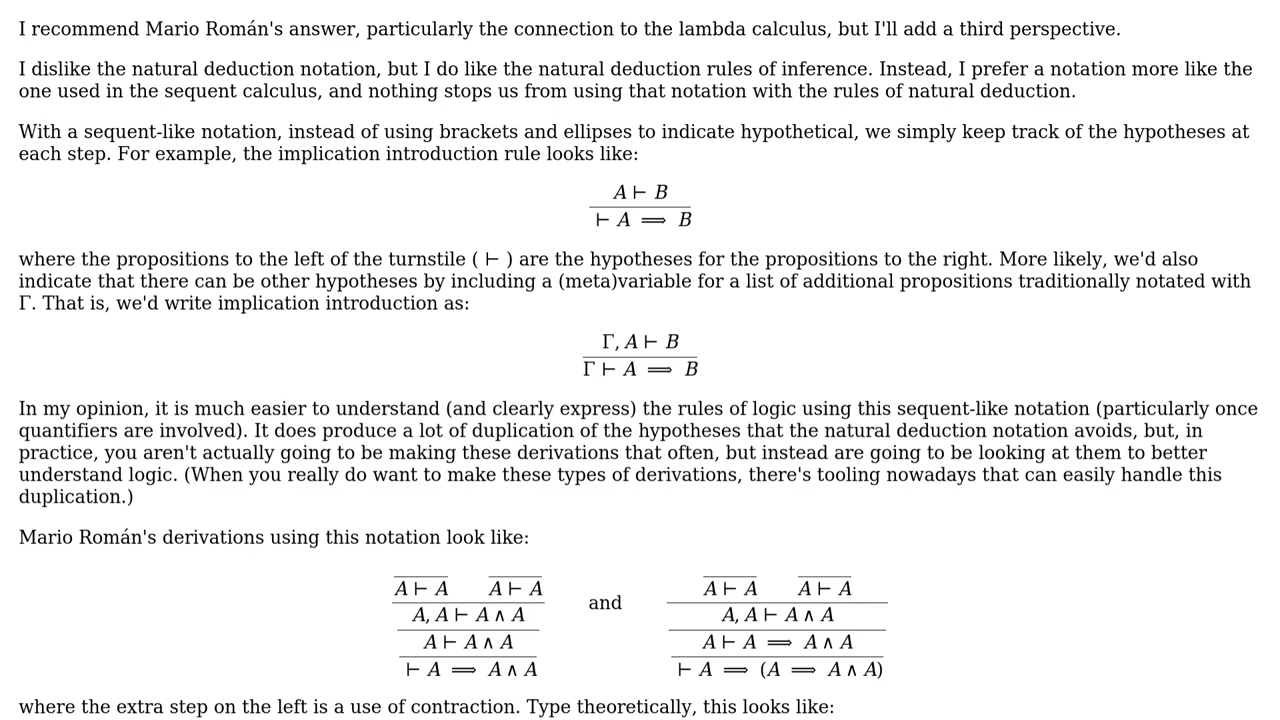 I recommend Mario Román's answer, particularly the connection to the lambda calculus, but I'll add a third perspective.
I dislike the natural deduction notation, but I do like the natural deduction rules of inference. Instead, I prefer a notation more like the
one used in the sequent calculus, and nothing stops us from using that notation with the rules of natural deduction.
With a sequent-like notation, instead of using brackets and ellipses to indicate hypothetical, we simply keep track of the hypotheses at
each step. For example, the implication introduction rule looks like:
A ⊢ B
⊢ A ⟹ B
where the propositions to the left of the turnstile ( ⊢ ) are the hypotheses for the propositions to the right. More likely, we'd also
indicate that there can be other hypotheses by including a (meta)variable for a list of additional propositions traditionally notated with
Γ. That is, we'd write implication introduction as:
Γ, A ⊢ B
Γ ⊢ A ⟹ B
In my opinion, it is much easier to understand (and clearly express) the rules of logic using this sequent-like notation (particularly once
quantifiers are involved). It does produce a lot of duplication of the hypotheses that the natural deduction notation avoids, but, in
practice, you aren't actually going to be making these derivations that often, but instead are going to be looking at them to better
understand logic. (When you really do want to make these types of derivations, there's tooling nowadays that can easily handle this
duplication.)
Mario Román's derivations using this notation look like:
A ⊢ A A ⊢ A
A, A ⊢ A ∧ A
A ⊢ A ∧ A
⊢ A ⟹ A ∧ A
and
A ⊢ A A ⊢ A
A, A ⊢ A ∧ A
A ⊢ A ⟹ A ∧ A
⊢ A ⟹ (A ⟹ A ∧ A)
where the extra step on the left is a use of contraction. Type theoretically, this looks like: